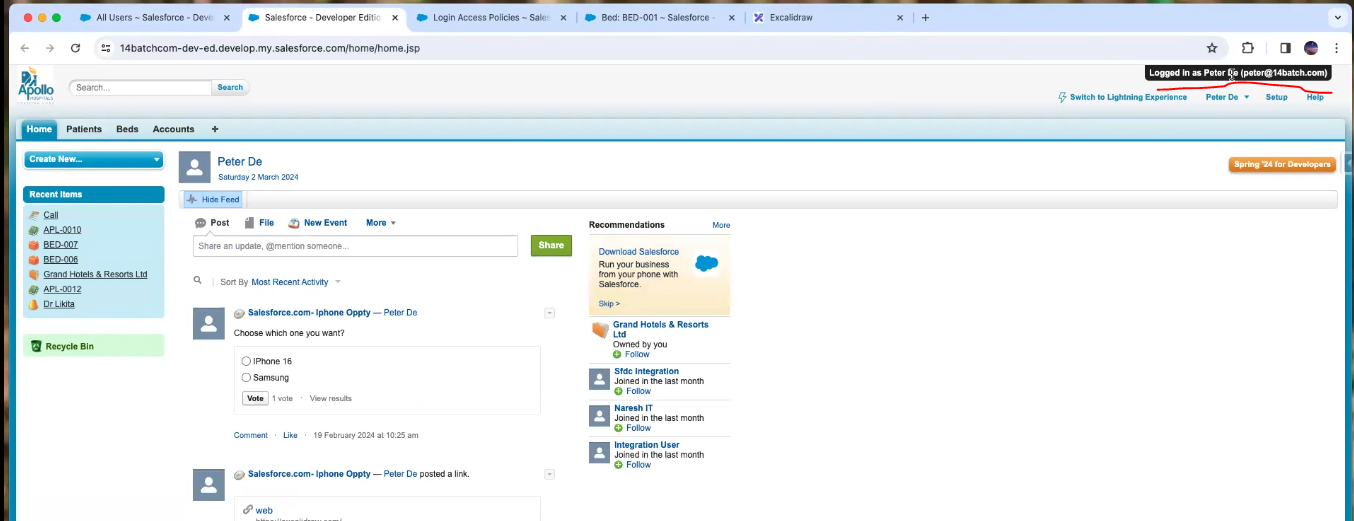 All Users ~ Salesforce - Deve
Salesforce - Developer Editio
Login Access Policies ~ Sales
Bed: BED-001 ~ Salesforce -
Excalidraw
14batchcom-dev-ed.develop.my.salesforce.com/home/home.jsp
Logged in as Peter De (peter@14batch.com)
Apollo
HOSPITALS
Search...
Search
Switch to Lightning Experience
Peter De
Setup
Help
Home
Patients
Beds
Accounts
+
Create New...
Peter De
Saturday 2 March 2024
Spring '24 for Developers
Hide Feed
Recent Items
Call
APL-0010
BED-007
BED-006
Grand Hotels & Resorts Ltd
APL-0012
Dr Likita
Recycle Bin
Post
File
New Event
More
Share an update, @mention someone...
Share
Sort By Most Recent Activity
Salesforce.com- Iphone Oppty — Peter De
Choose which one you want?
IPhone 16
Samsung
Vote
1 vote · View results
Comment · Like · 19 February 2024 at 10:25 am
Salesforce.com- Iphone Oppty — Peter De posted a link.
web
Recommendations
More
Download Salesforce
Run your business
from your phone with
Salesforce.
Skip >
Grand Hotels & Resorts
Ltd
Owned by you
Follow
Sfdc Integration
Joined in the last month
Follow
Naresh IT
Joined in the last month
Follow
Integration User
Joined in the last month
Follow